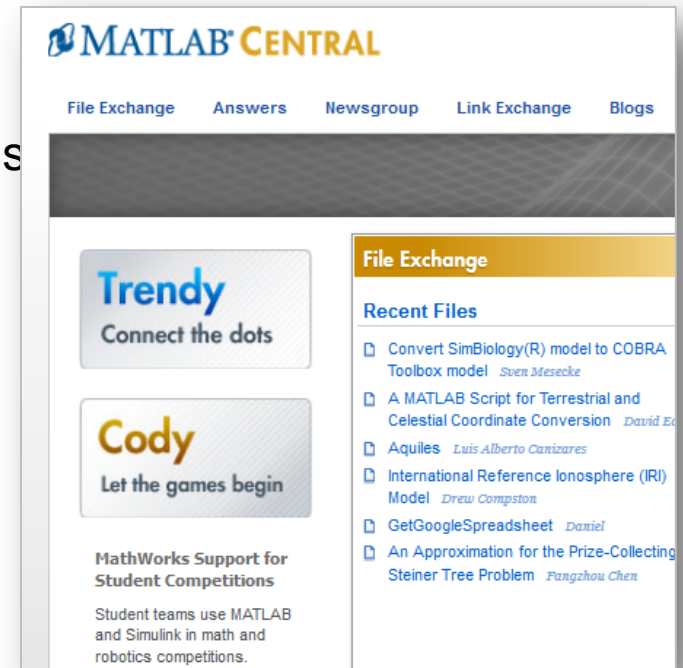 MATLAB® CENTRAL
File Exchange Answers Newsgroup Link Exchange Blogs
s
Trendy
Connect the dots
Cody
Let the games begin
MathWorks Support for
Student Competitions
Student teams use MATLAB
and Simulink in math and
robotics competitions.
File Exchange
Recent Files
Convert SimBiology(R) model to COBRA
Toolbox model Sven Mesecke
A MATLAB Script for Terrestrial and
Celestial Coordinate Conversion David
Aquiles Luis Alberto Canizares
International Reference Ionosphere (IRI)
Model Drew Compston
GetGoogleSpreadsheet Daniel
An Approximation for the Prize-Collecting
Steiner Tree Problem Fangzhou Chen